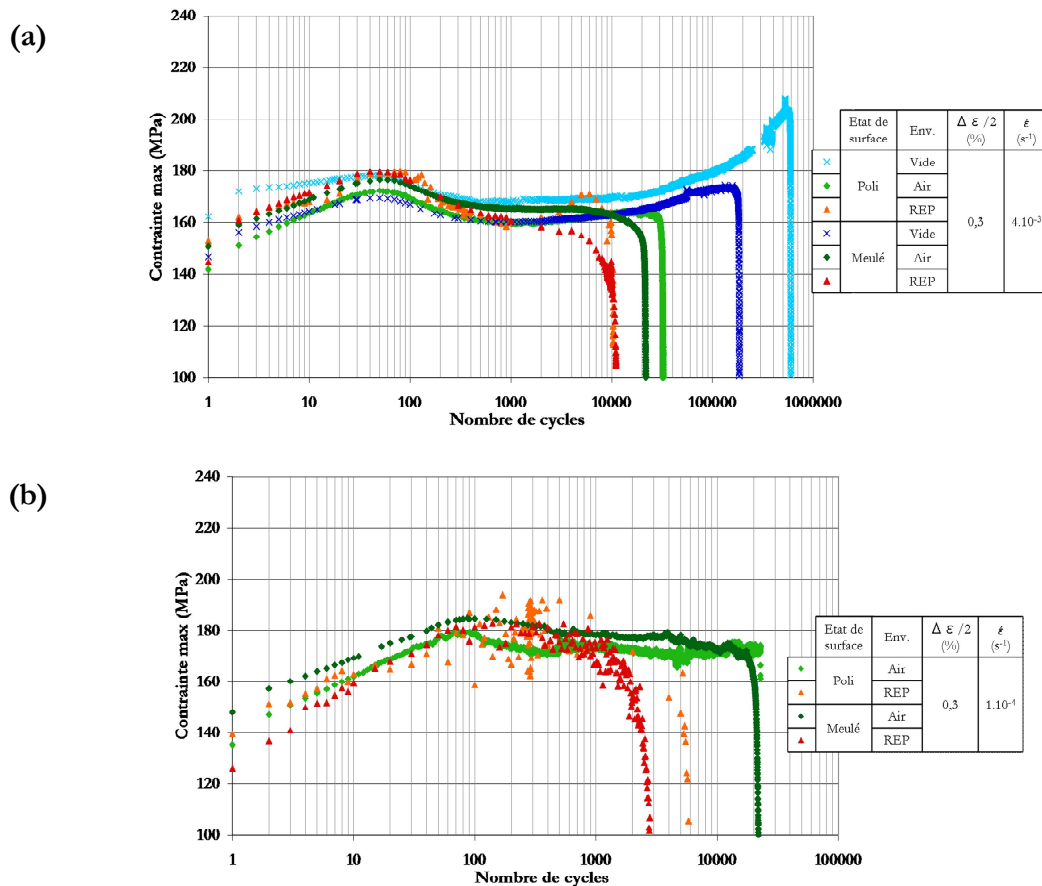 (a)
Contrainte max (MPa)
240
220
200
180
160
140
120
100
1 10 100 1000 10000 100000 1000000
Nombre de cycles
Etat de surface Env. Δ ε /2 (%) ε̇ (s⁻¹)
Poli Vide 0,3 4.10⁻³
Air
REP
Meulé Vide
Air
REP
(b)
Contrainte max (MPa)
240
220
200
180
160
140
120
100
1 10 100 1000 10000 100000
Nombre de cycles
Etat de surface Env. Δ ε /2 (%) ε̇ (s⁻¹)
Poli Air 0,3 1.10⁻⁴
REP
Meulé Air
REP